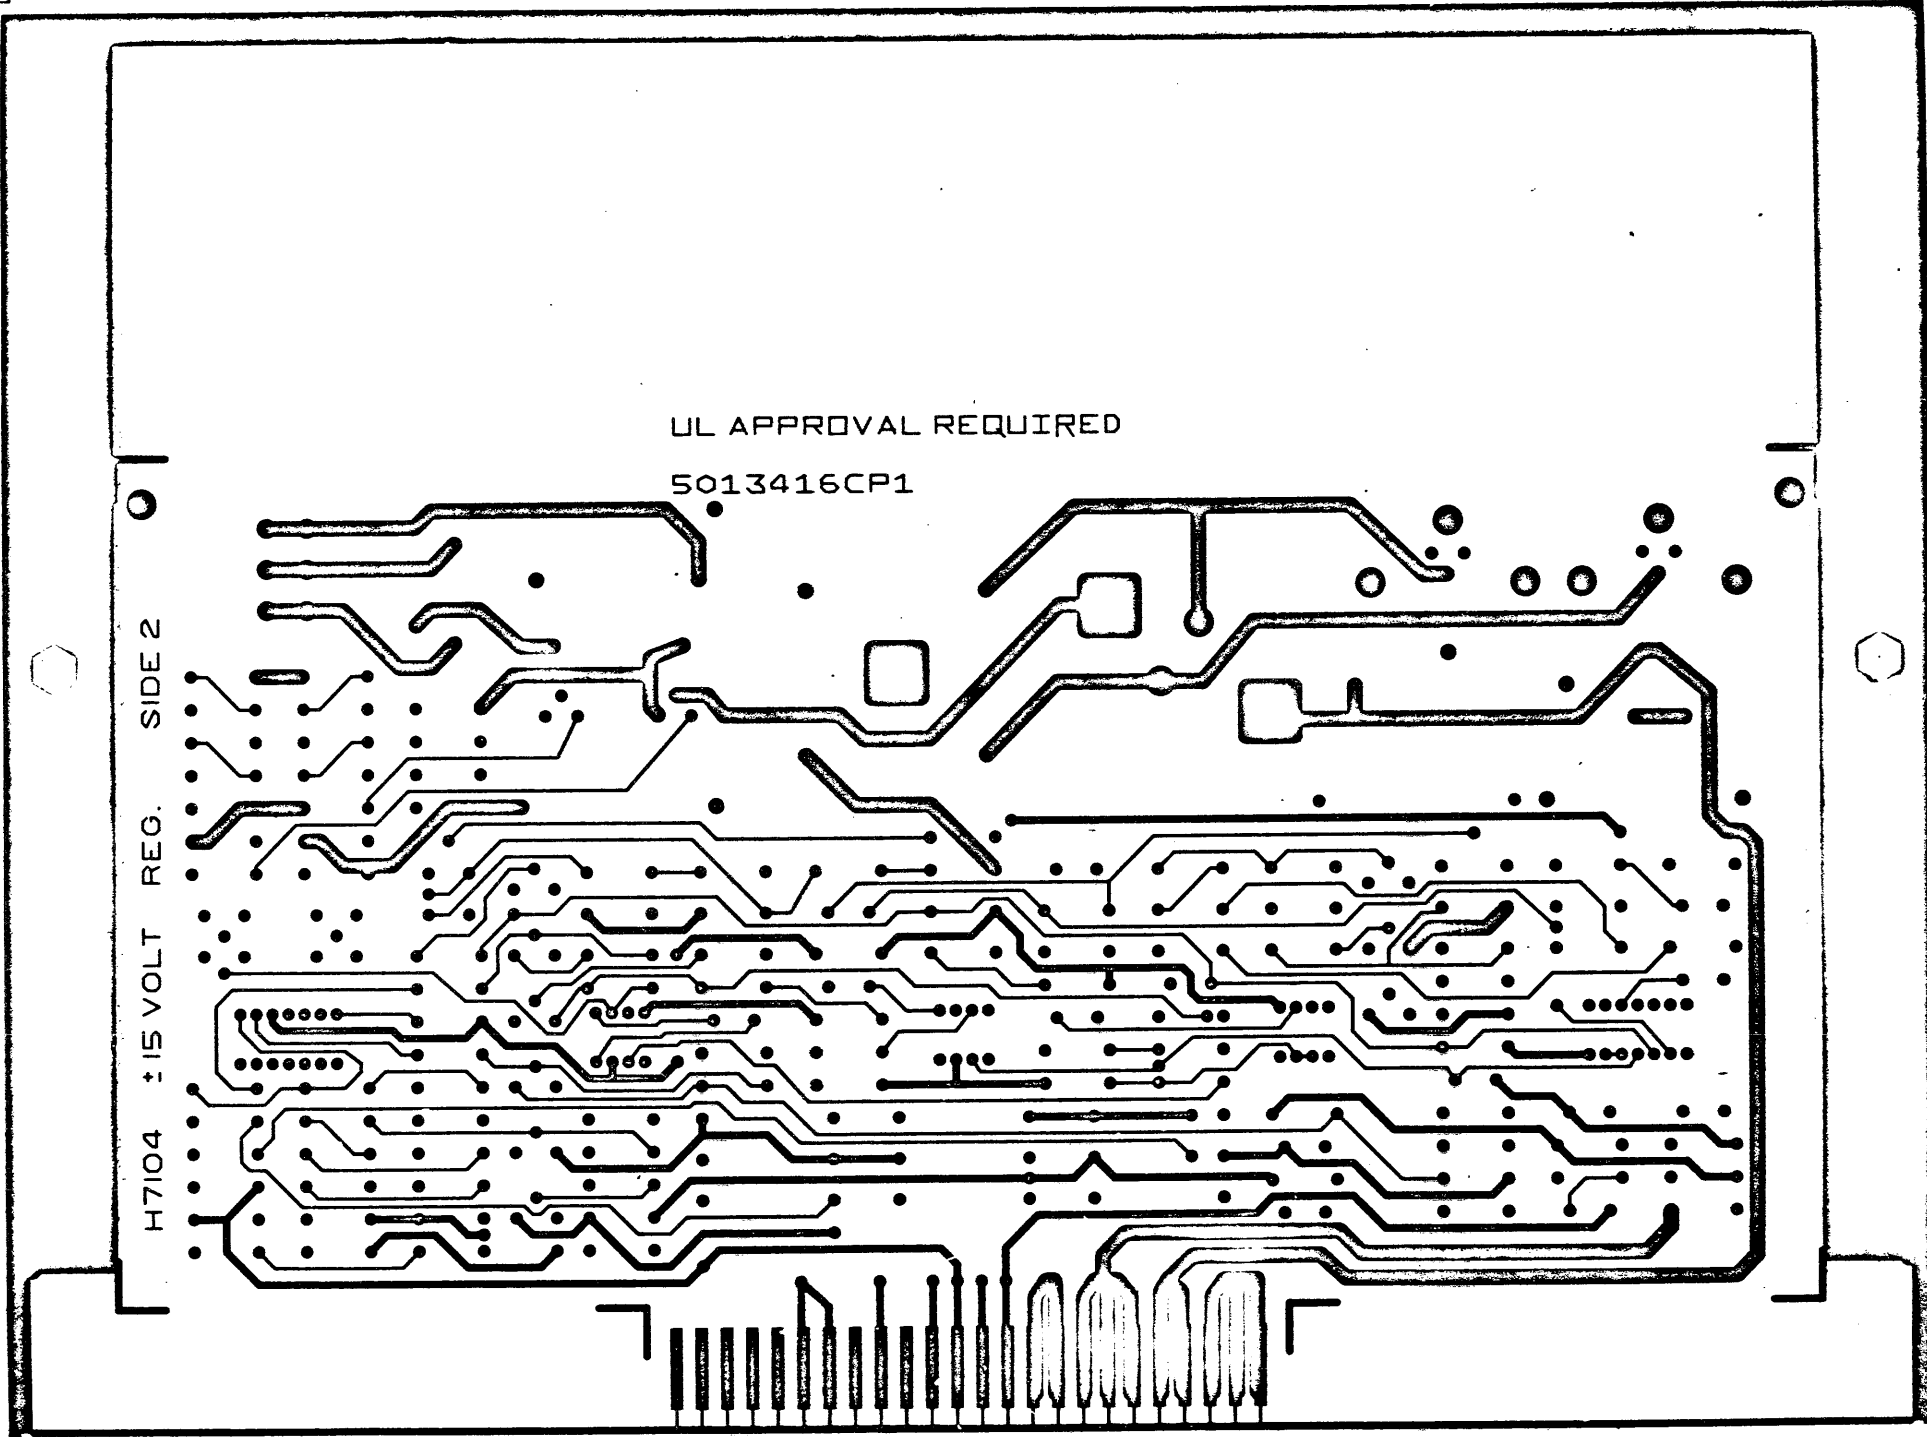 UL APPROVAL REQUIRED
5013416CP1
H7104 ±15 VOLT REG. SIDE 2